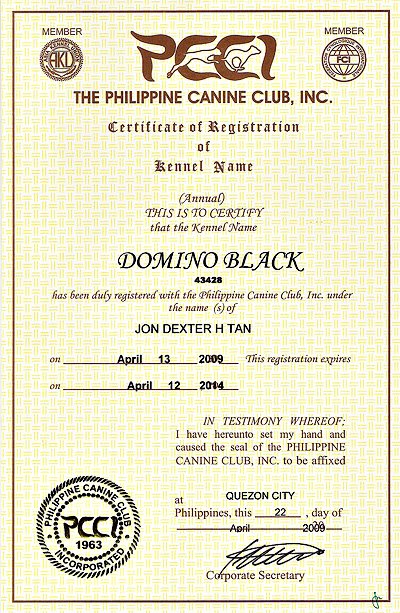 MEMBER
MEMBER
AKU
FCI
PCCI
THE PHILIPPINE CANINE CLUB, INC.
Certificate of Registration
of
Kennel Name
(Annual)
THIS IS TO CERTIFY
that the Kennel Name
DOMINO BLACK
43428
has been duly registered with the Philippine Canine Club, Inc. under
the name (s) of
JON DEXTER H TAN
on April 13 2009 This registration expires
on April 12 2014
IN TESTIMONY WHEREOF;
I have hereunto set my hand and
caused the seal of the PHILIPPINE
CANINE CLUB, INC. to be affixed
at QUEZON CITY
Philippines, this 22, day of
April 2009
Corporate Secretary
PHILIPPINE CANINE CLUB
PCCI
1963
INCORPORATED